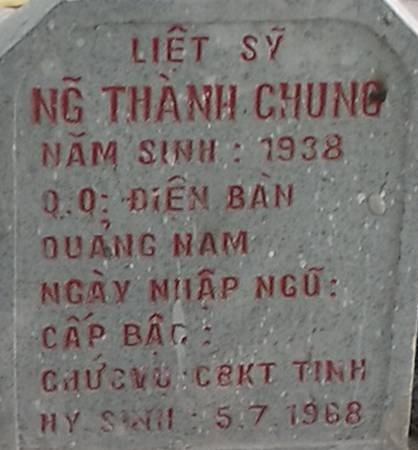 LIỆT SỸ
NG̃ THÀNH CHUNG
NĂM SINH : 1938
Q.Q: ĐIỆN BÀN
QUẢNG NAM
NGÀY NHẬP NGŨ:
CẤP BẬC :
CHỨC VỤ : CBKT TỈNH
HY SINH : 5.7.1968